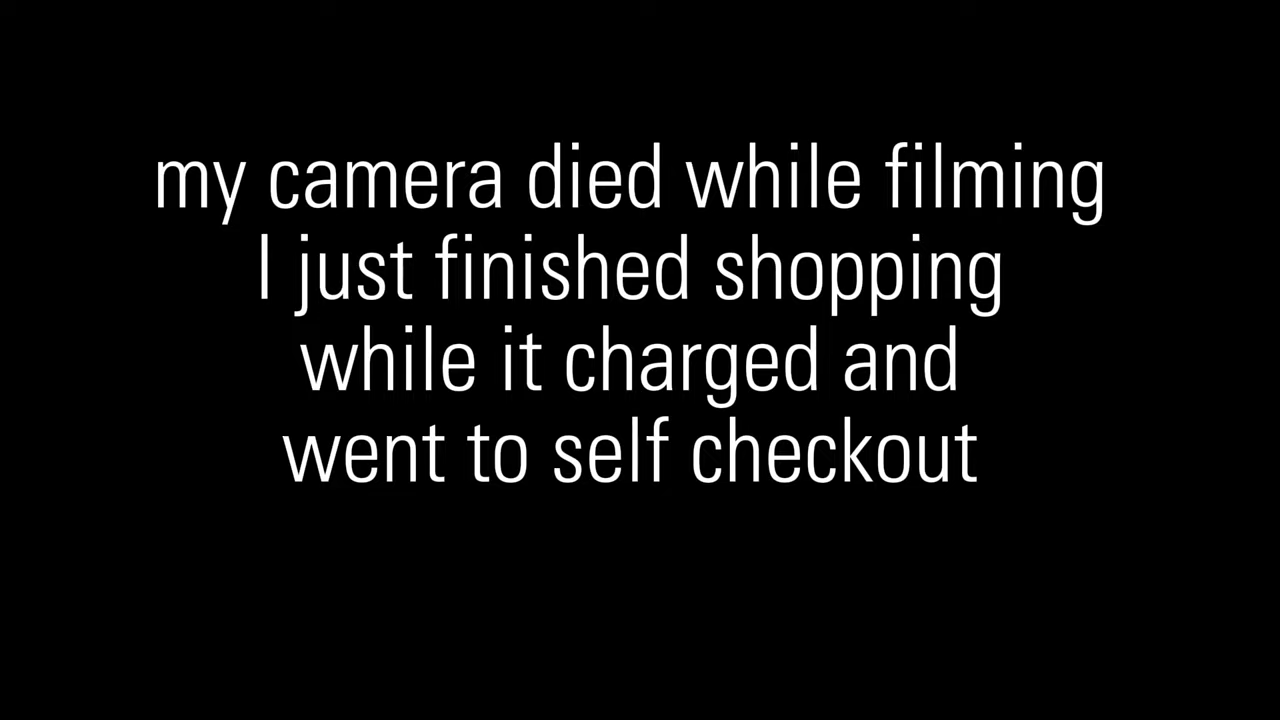 my camera died while filming
I just finished shopping
while it charged and
went to self checkout